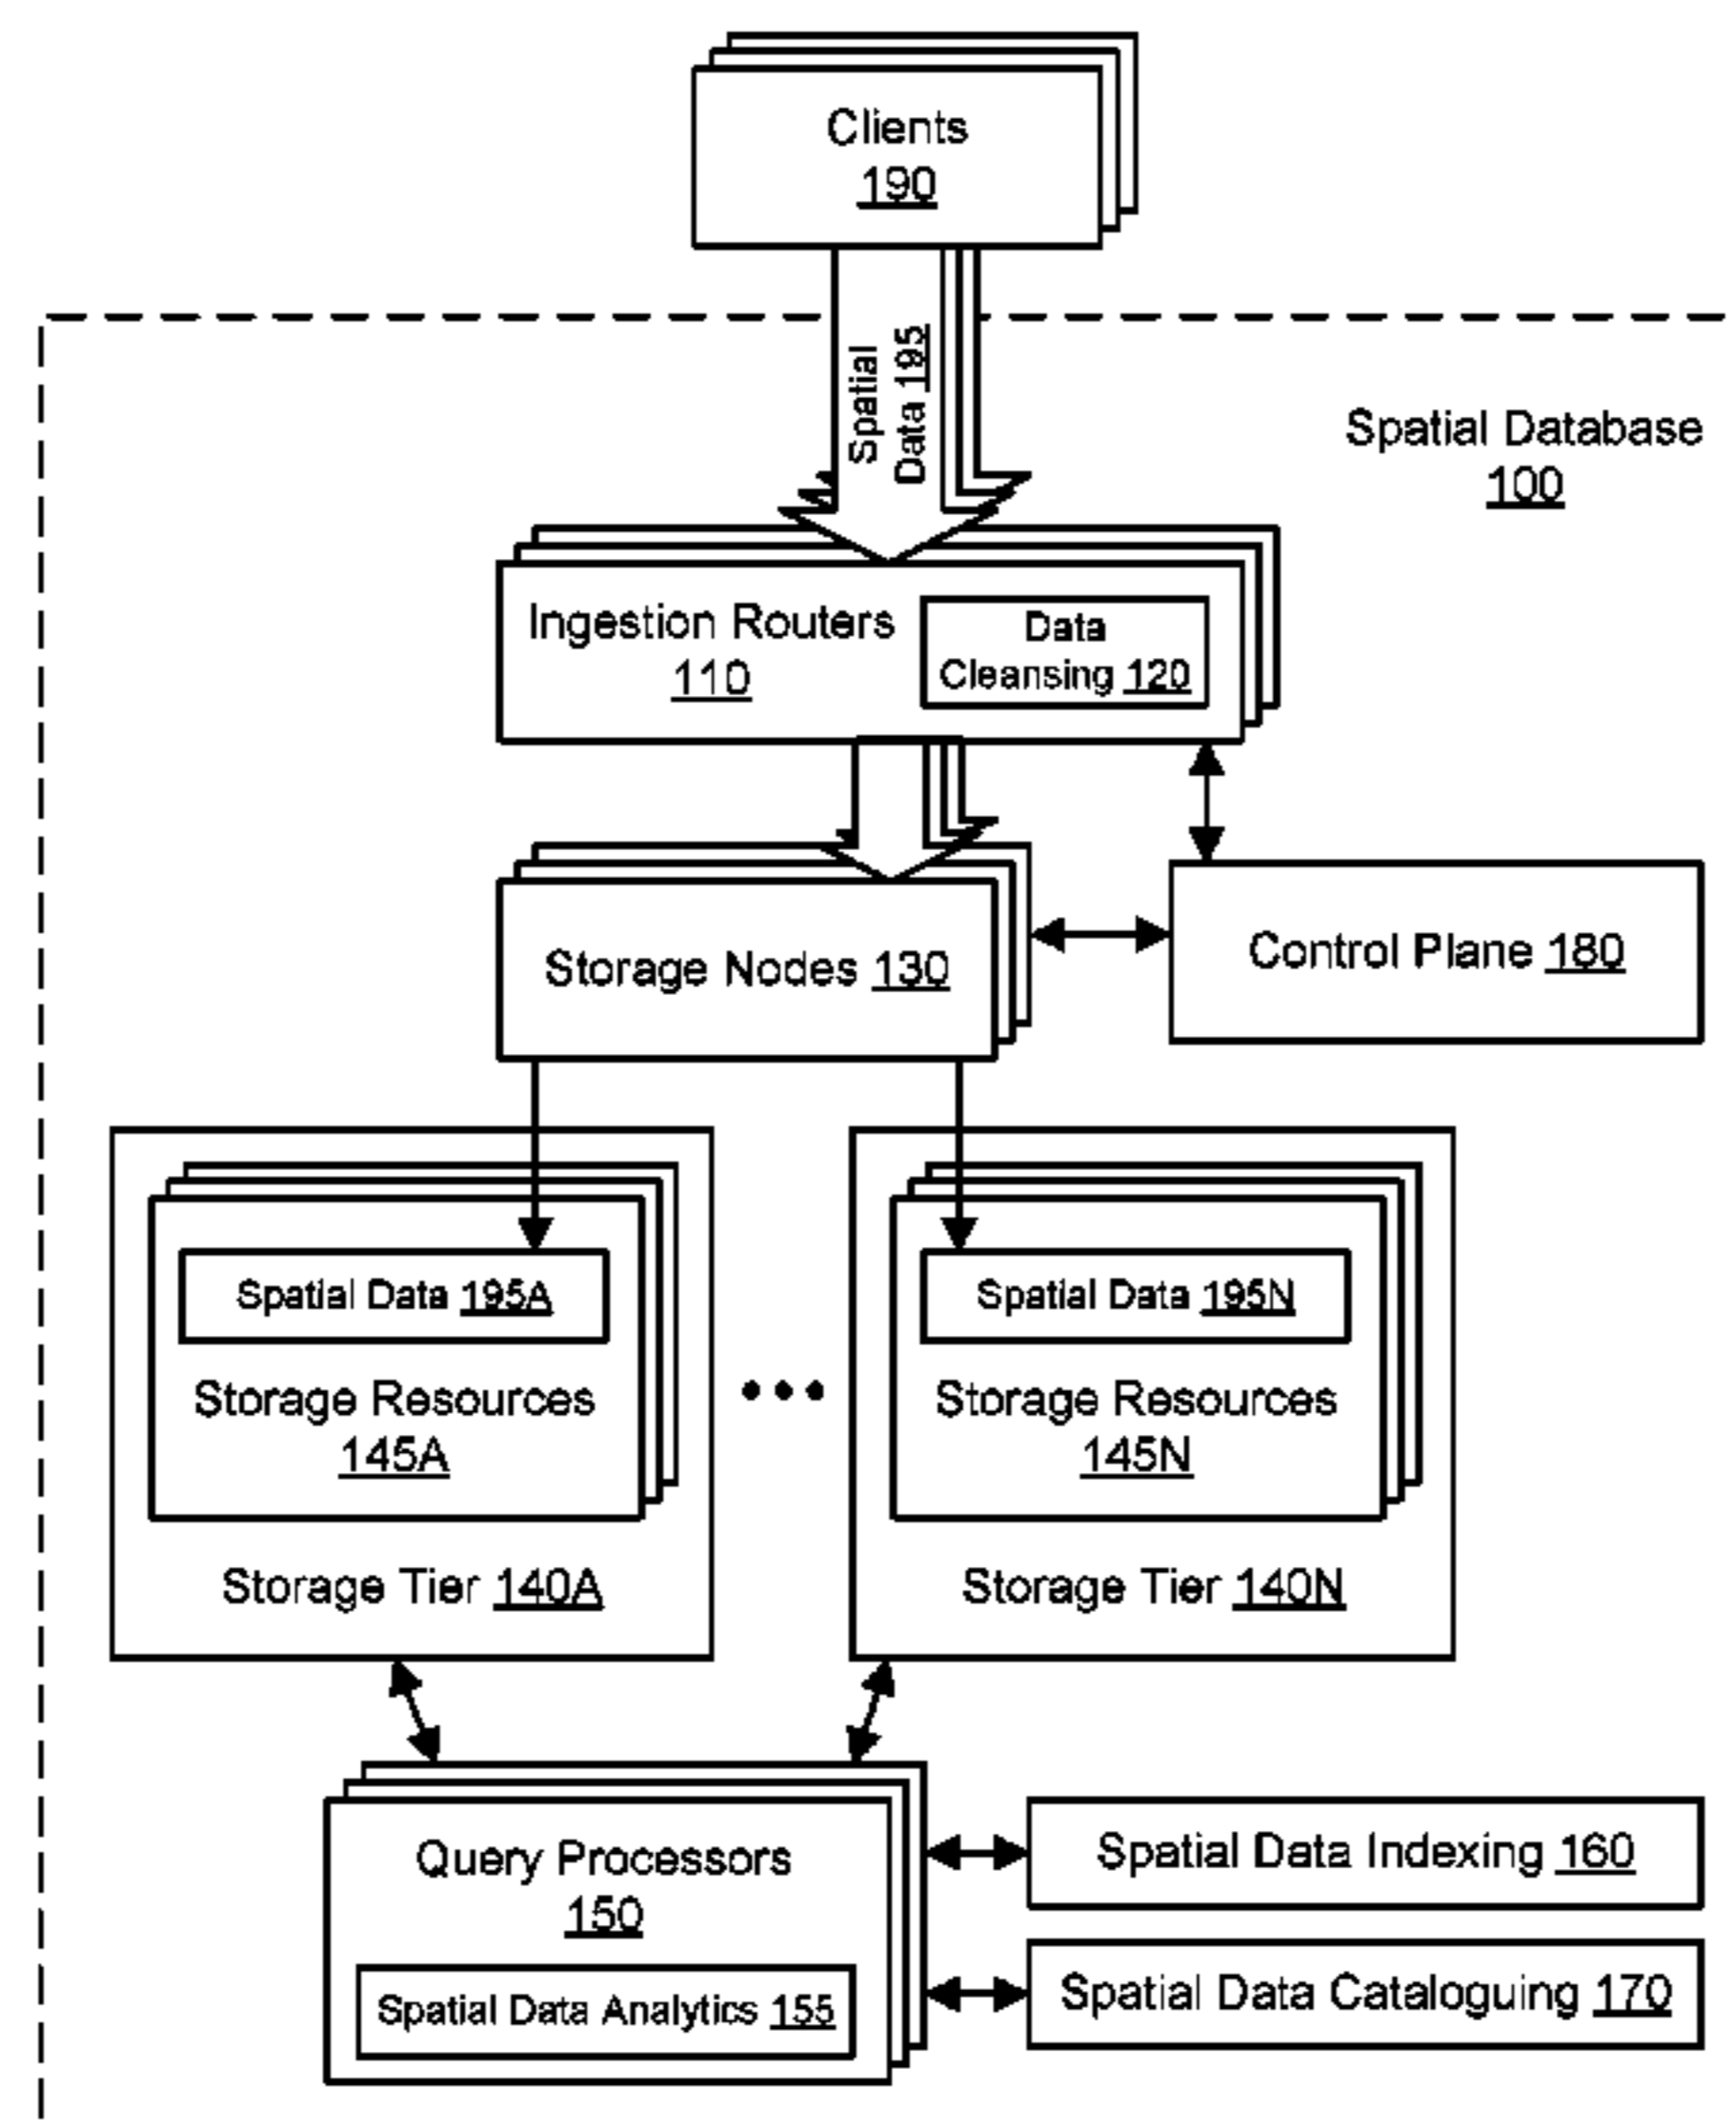 Clients
190
Spatial
Data 195
Spatial Database
100
Ingestion Routers
110
Data
Cleansing 120
Storage Nodes 130
Control Plane 180
Spatial Data 195A
Storage Resources
145A
Storage Tier 140A
Spatial Data 195N
Storage Resources
145N
Storage Tier 140N
Query Processors
150
Spatial Data Analytics 155
Spatial Data Indexing 160
Spatial Data Cataloguing 170